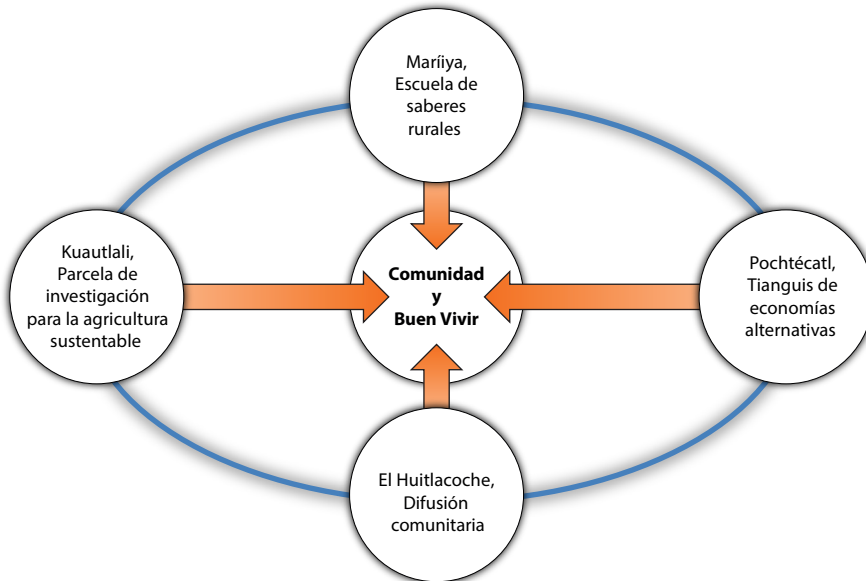 Maríiya,
Escuela de
saberes
rurales
Kuautlali,
Parcela de
investigación
para la agricultura
sustentable
Comunidad
y
Buen Vivir
Pochtécatl,
Tianguis de
economías
alternativas
El Huitlacoche,
Difusión
comunitaria